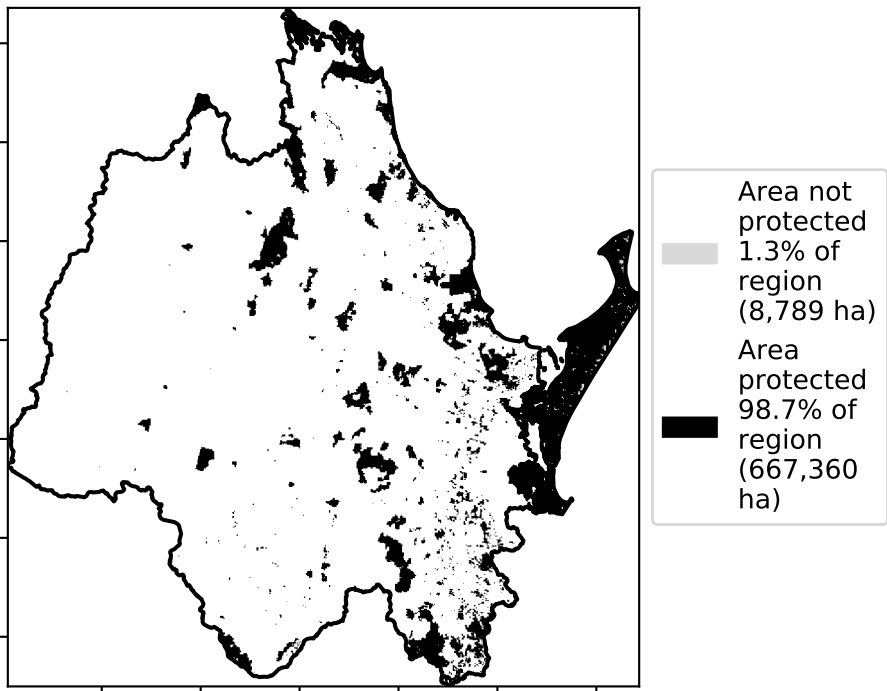 Area not
protected
1.3% of
region
(8,789 ha)
Area
protected
98.7% of
region
(667,360
ha)